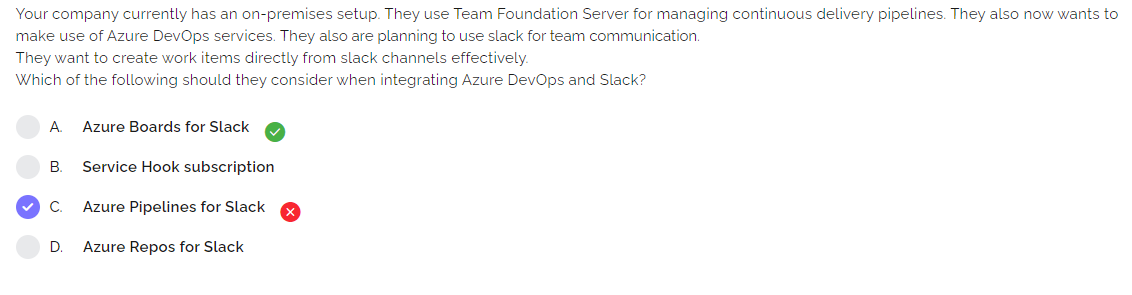 Your company currently has an on-premises setup. They use Team Foundation Server for managing continuous delivery pipelines. They also now wants to
make use of Azure DevOps services. They also are planning to use slack for team communication.
They want to create work items directly from slack channels effectively.
Which of the following should they consider when integrating Azure DevOps and Slack?
A. Azure Boards for Slack
B. Service Hook subscription
C. Azure Pipelines for Slack
D. Azure Repos for Slack